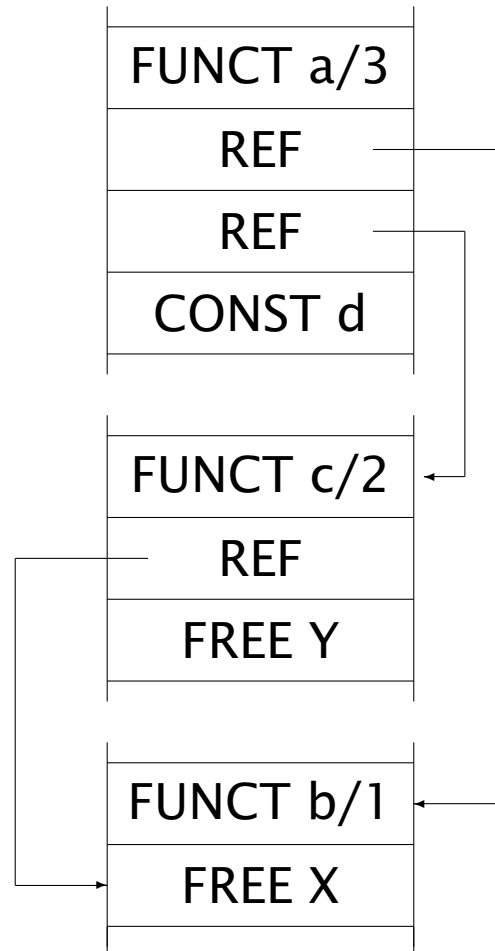 FUNCT a/3
REF
REF
CONST d
FUNCT c/2
REF
FREE Y
FUNCT b/1
FREE X